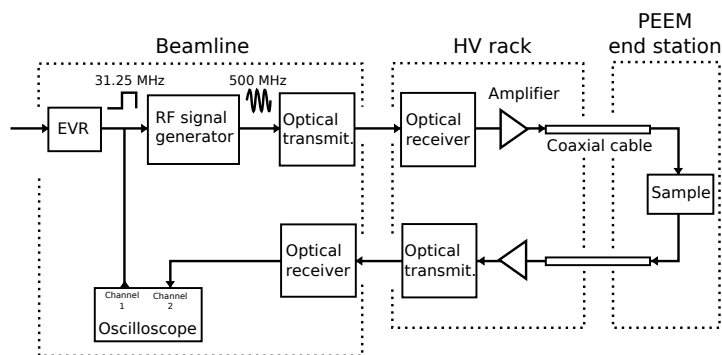 Beamline
HV rack
PEEM
end station
31.25 MHz
500 MHz
EVR
RF signal
generator
Optical
transmit.
Optical
receiver
Amplifier
Coaxial cable
Sample
Optical
receiver
Optical
transmit.
Channel
1
Channel
2
Oscilloscope